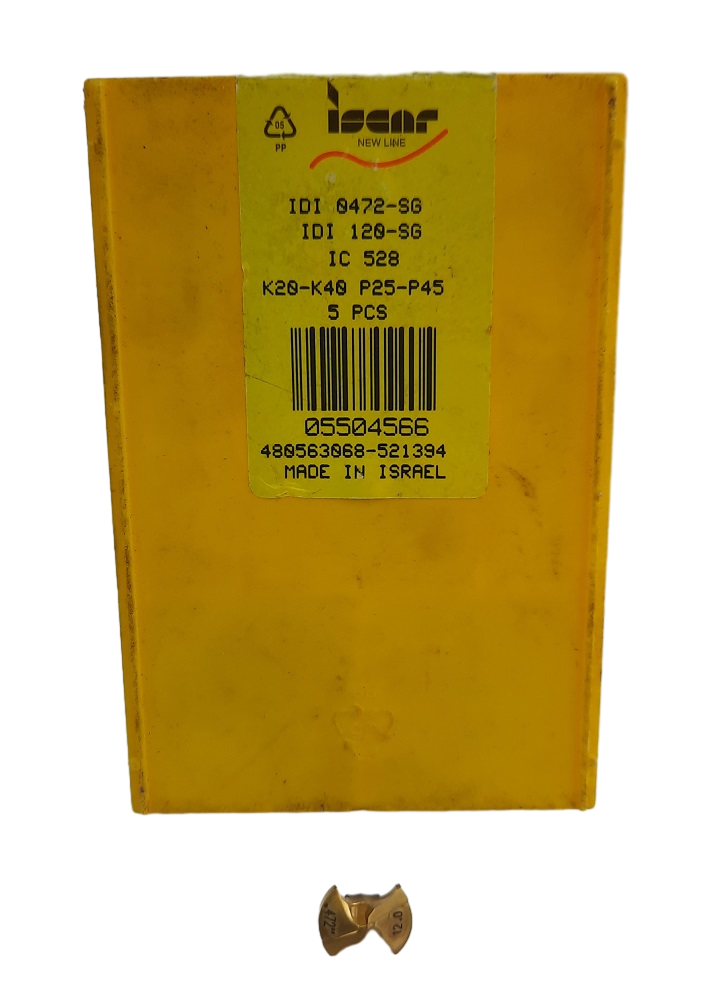 05
PP
iscar
NEW LINE
IDI 0472-SG
IDI 120-SG
IC 528
K20-K40 P25-P45
5 PCS
05504566
480563068-521394
MADE IN ISRAEL
.472
12.0